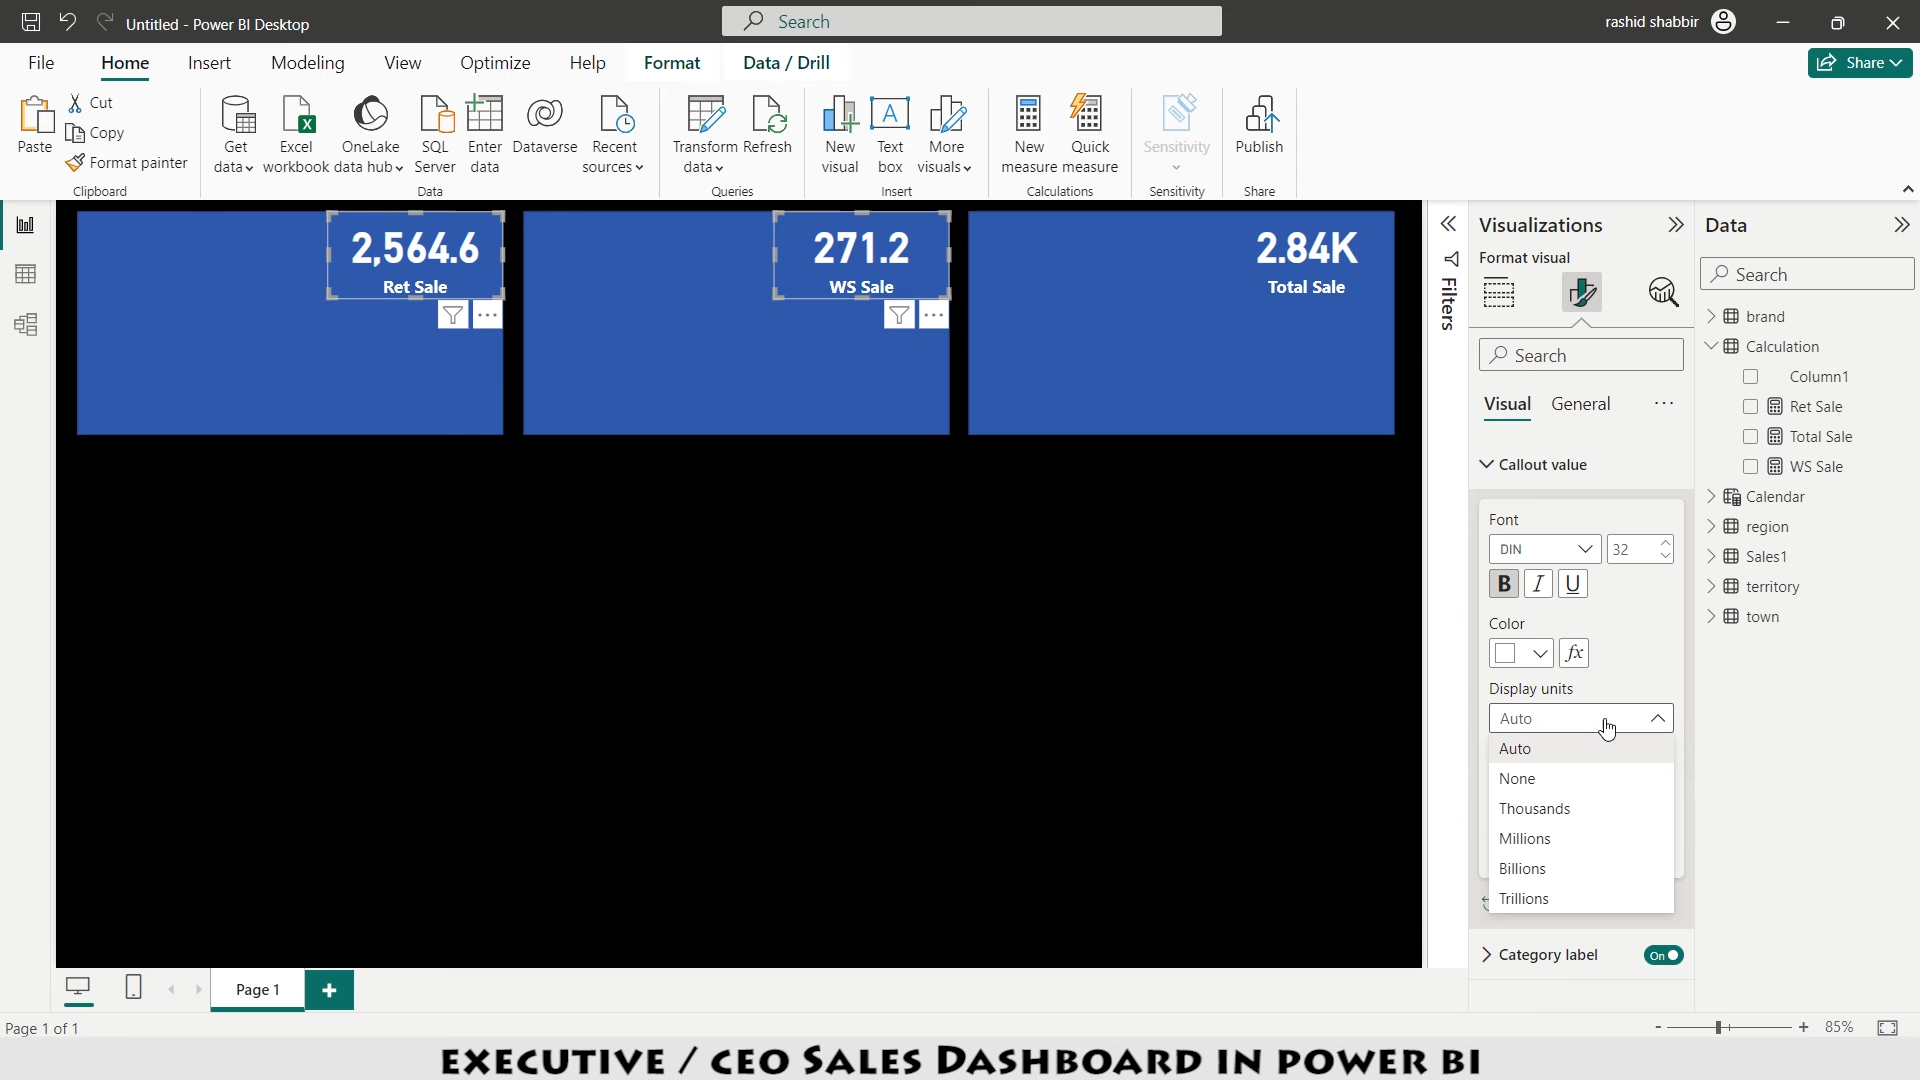 Untitled - Power BI Desktop
Search
rashid shabbir
File
Home
Insert
Modeling
View
Optimize
Help
Format
Data / Drill
Share
Paste
Cut
Copy
Format painter
Clipboard
Get
data
Excel
workbook
OneLake
data hub
SQL
Server
Enter
data
Dataverse
Recent
sources
Data
Transform
data
Refresh
Queries
New
visual
Text
box
More
visuals
Insert
New
measure
Quick
measure
Calculations
Sensitivity
Sensitivity
Publish
Share
2,564.6
Ret Sale
271.2
WS Sale
2.84K
Total Sale
Filters
Visualizations
Format visual
Search
Visual
General
Callout value
Font
DIN
32
B
I
U
Color
fx
Display units
Auto
Auto
None
Thousands
Millions
Billions
Trillions
Category label
On
Data
Search
brand
Calculation
Column1
Ret Sale
Total Sale
WS Sale
Calendar
region
Sales1
territory
town
Page 1
Page 1 of 1
85%
EXECUTIVE / CEO SALES DASHBOARD IN POWER BI